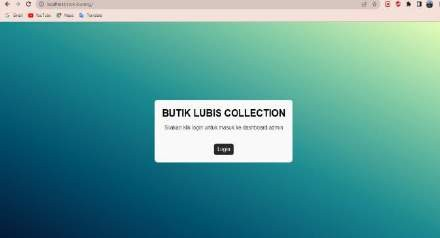 Gmail YouTube Maps Translate
BUTIK LUBIS COLLECTION
Silakan klik login untuk masuk ke dashboard admin
Login